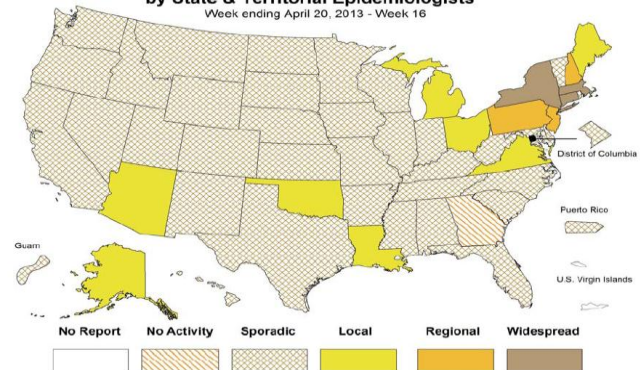 by State & Territorial Epidemiologists
Week ending April 20, 2013 - Week 16
District of Columbia
Puerto Rico
Guam
U.S. Virgin Islands
No Report No Activity Sporadic Local Regional Widespread